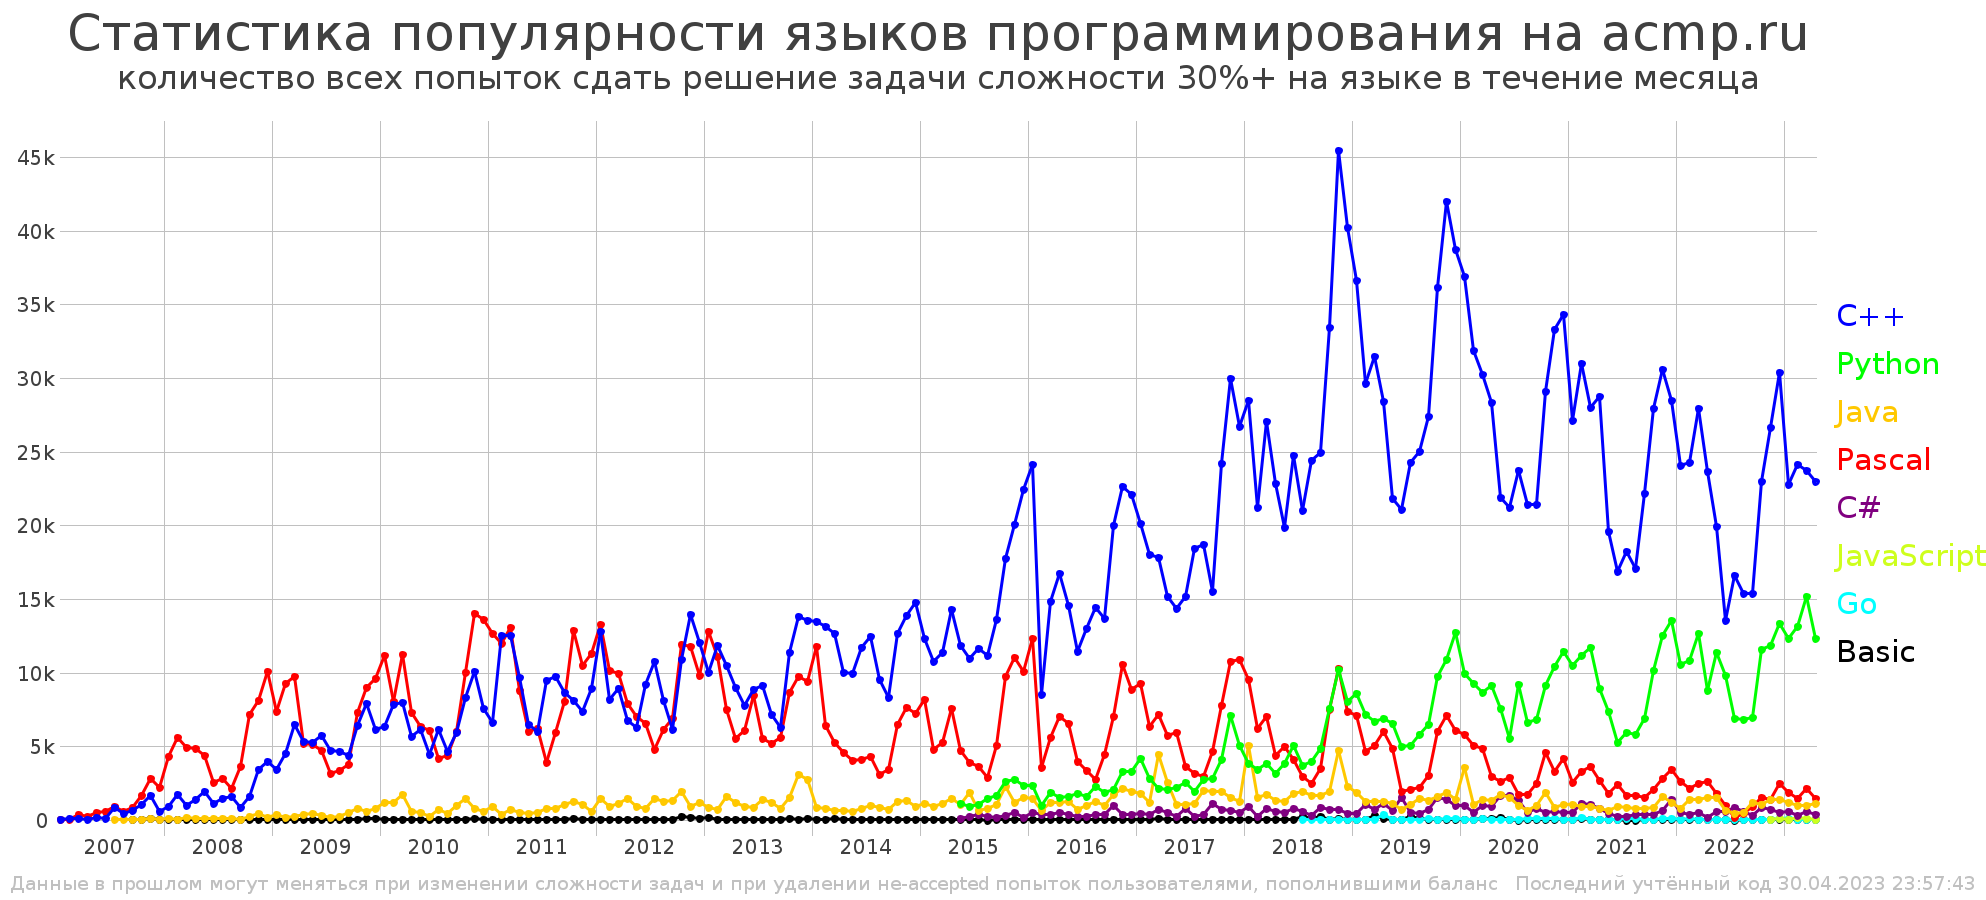 Статистика популярности языков программирования на acmp.ru
количество всех попыток сдать решение задачи сложности 30%+ на языке в течение месяца
45k
40k
35k
30k
25k
20k
15k
10k
5k
0
C++
Python
Java
Pascal
C#
JavaScript
Go
Basic
2007 2008 2009 2010 2011 2012 2013 2014 2015 2016 2017 2018 2019 2020 2021 2022
Данные в прошлом могут меняться при изменении сложности задач и при удалении не-accepted попыток пользователями, пополнившими баланс Последний учтённый код 30.04.2023 23:57:43